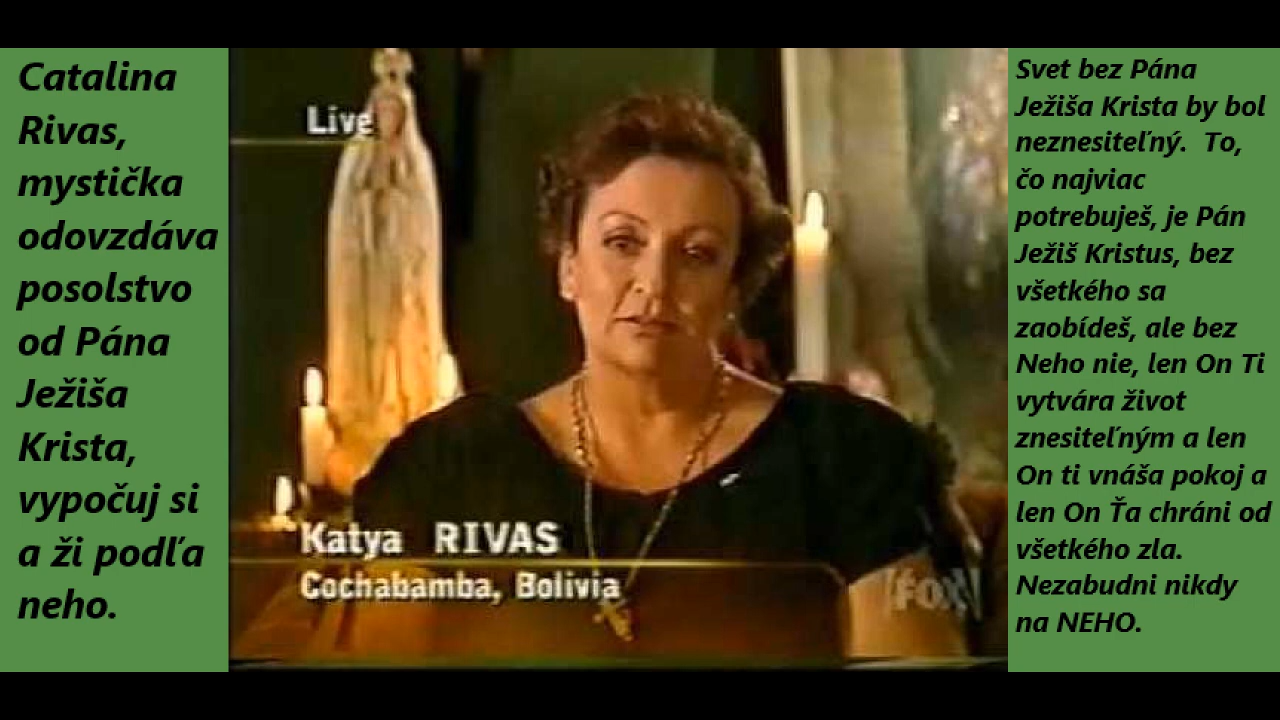 Catalina
Rivas,
mystička
odovzdáva
posolstvo
od Pána
Ježiša
Krista,
vypočuj si
a ži podľa
neho.
Live
Katya RIVAS
Cochabamba, Bolivia
FOX
Svet bez Pána
Ježiša Krista by bol
neznesiteľný. To,
čo najviac
potrebuješ, je Pán
Ježiš Kristus, bez
všetkého sa
zaobídeš, ale bez
Neho nie, len On Ti
vytvára život
znesiteľným a len
On ti vnáša pokoj a
len On Ťa chráni od
všetkého zla.
Nezabudni nikdy
na NEHO.